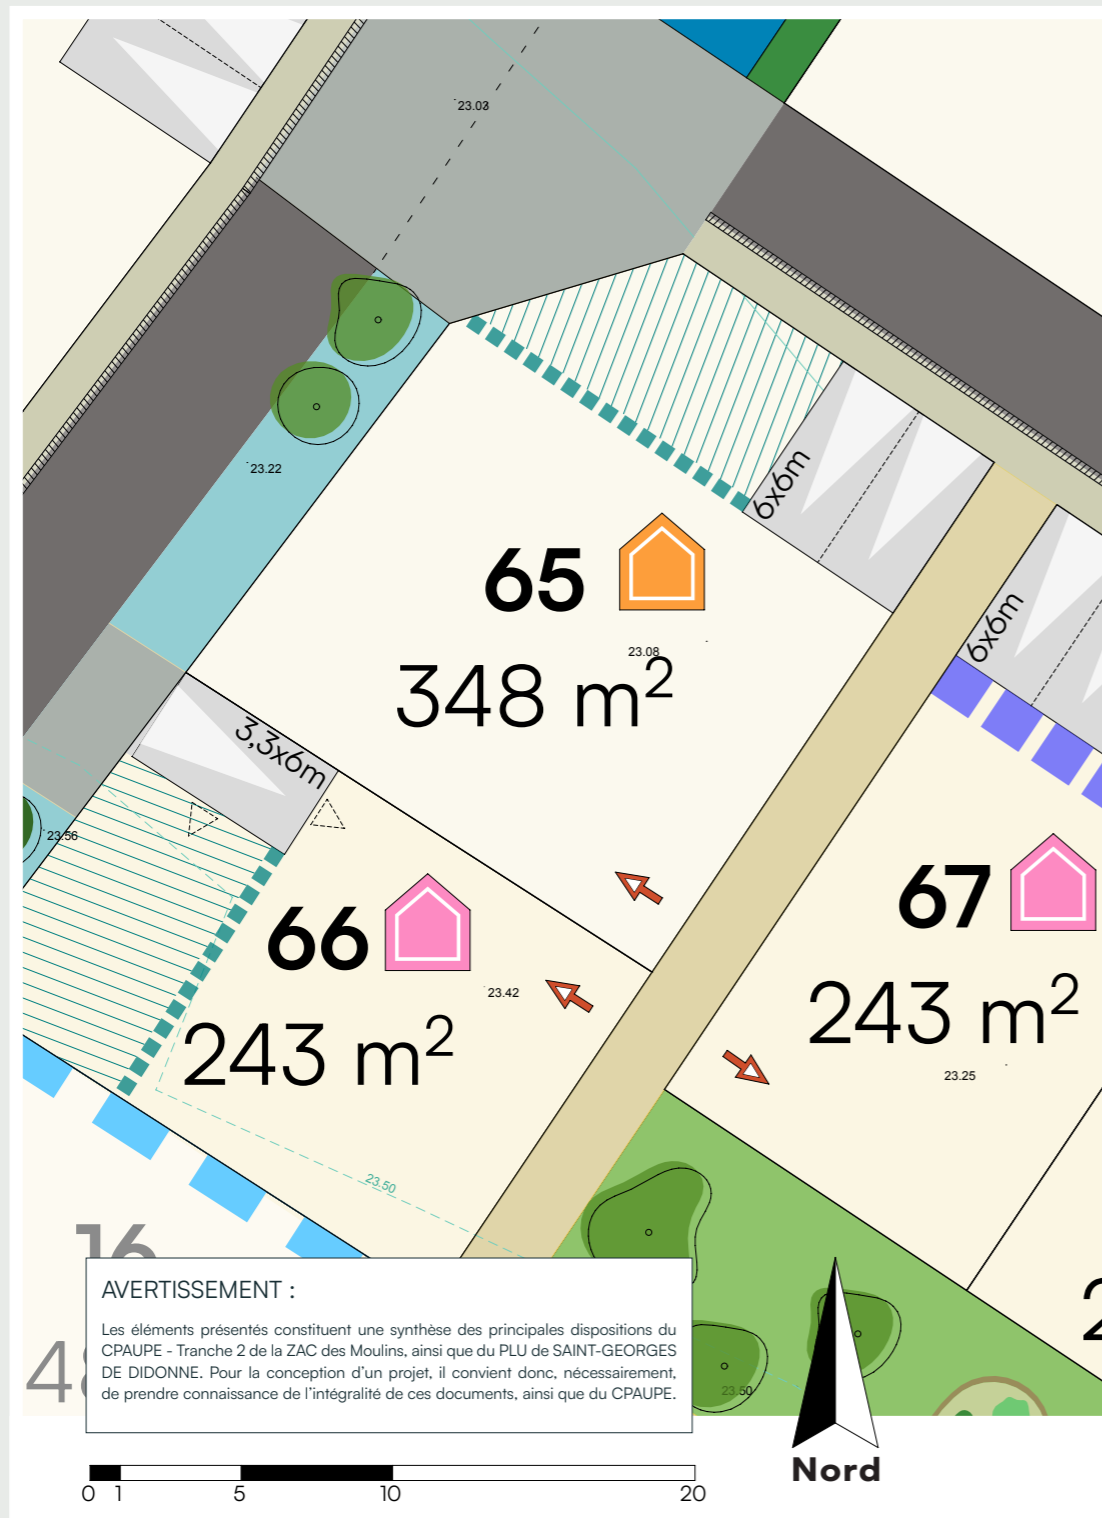 23.03
23.22
6x6m
65
23.08
348 m²
6x6m
3,3x6m
23.56
66
23.42
243 m²
67
243 m²
23.25
23.50
16
AVERTISSEMENT :
Les éléments présentés constituent une synthèse des principales dispositions du
CPAUPE - Tranche 2 de la ZAC des Moulins, ainsi que du PLU de SAINT-GEORGES
DE DIDONNE. Pour la conception d'un projet, il convient donc, nécessairement,
de prendre connaissance de l'intégralité de ces documents, ainsi que du CPAUPE.
23.50
Nord
0 1 5 10 20